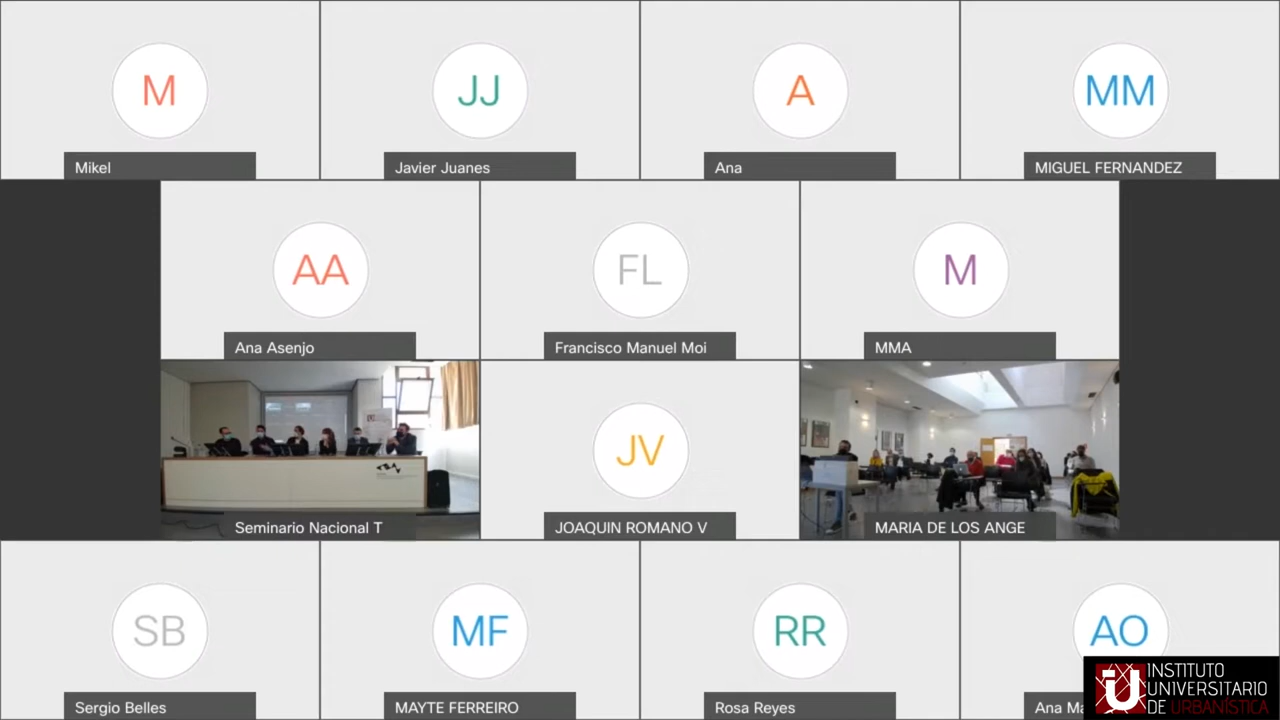 M
JJ
A
MM
Mikel
Javier Juanes
Ana
MIGUEL FERNANDEZ
AA
FL
M
Ana Asenjo
Francisco Manuel Moi
MMA
JV
Seminario Nacional T
JOAQUIN ROMANO V
MARIA DE LOS ANGE
SB
MF
RR
AO
Sergio Belles
MAYTE FERREIRO
Rosa Reyes
Ana Ma
iU INSTITUTO
UNIVERSITARIO
DE URBANÍSTICA